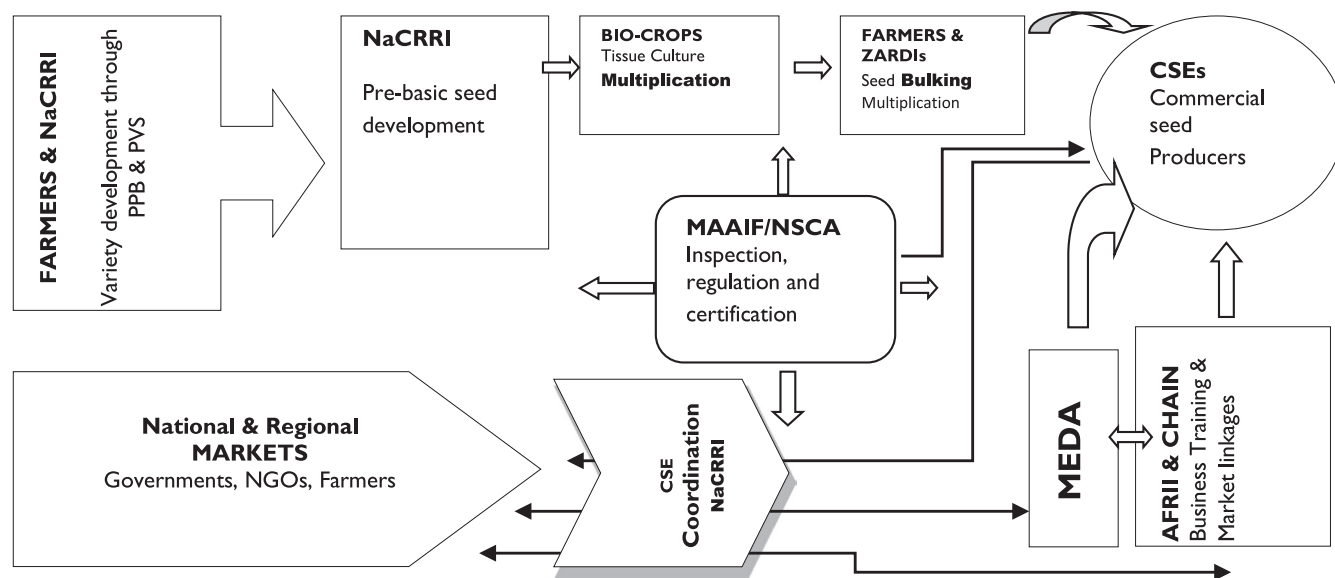 FARMERS & NaCRRI
Variety development through
PPB & PVS
NaCRRI
Pre-basic seed
development
BIO-CROPS
Tissue Culture
Multiplication
FARMERS &
ZARDIs
Seed Bulking
Multiplication
CSEs
Commercial
seed
Producers
MAAIF/NSCA
Inspection,
regulation and
certification
National & Regional
MARKETS
Governments, NGOs, Farmers
CSE
Coordination
NaCRRI
MEDA
AFRII & CHAIN
Business Training &
Market linkages